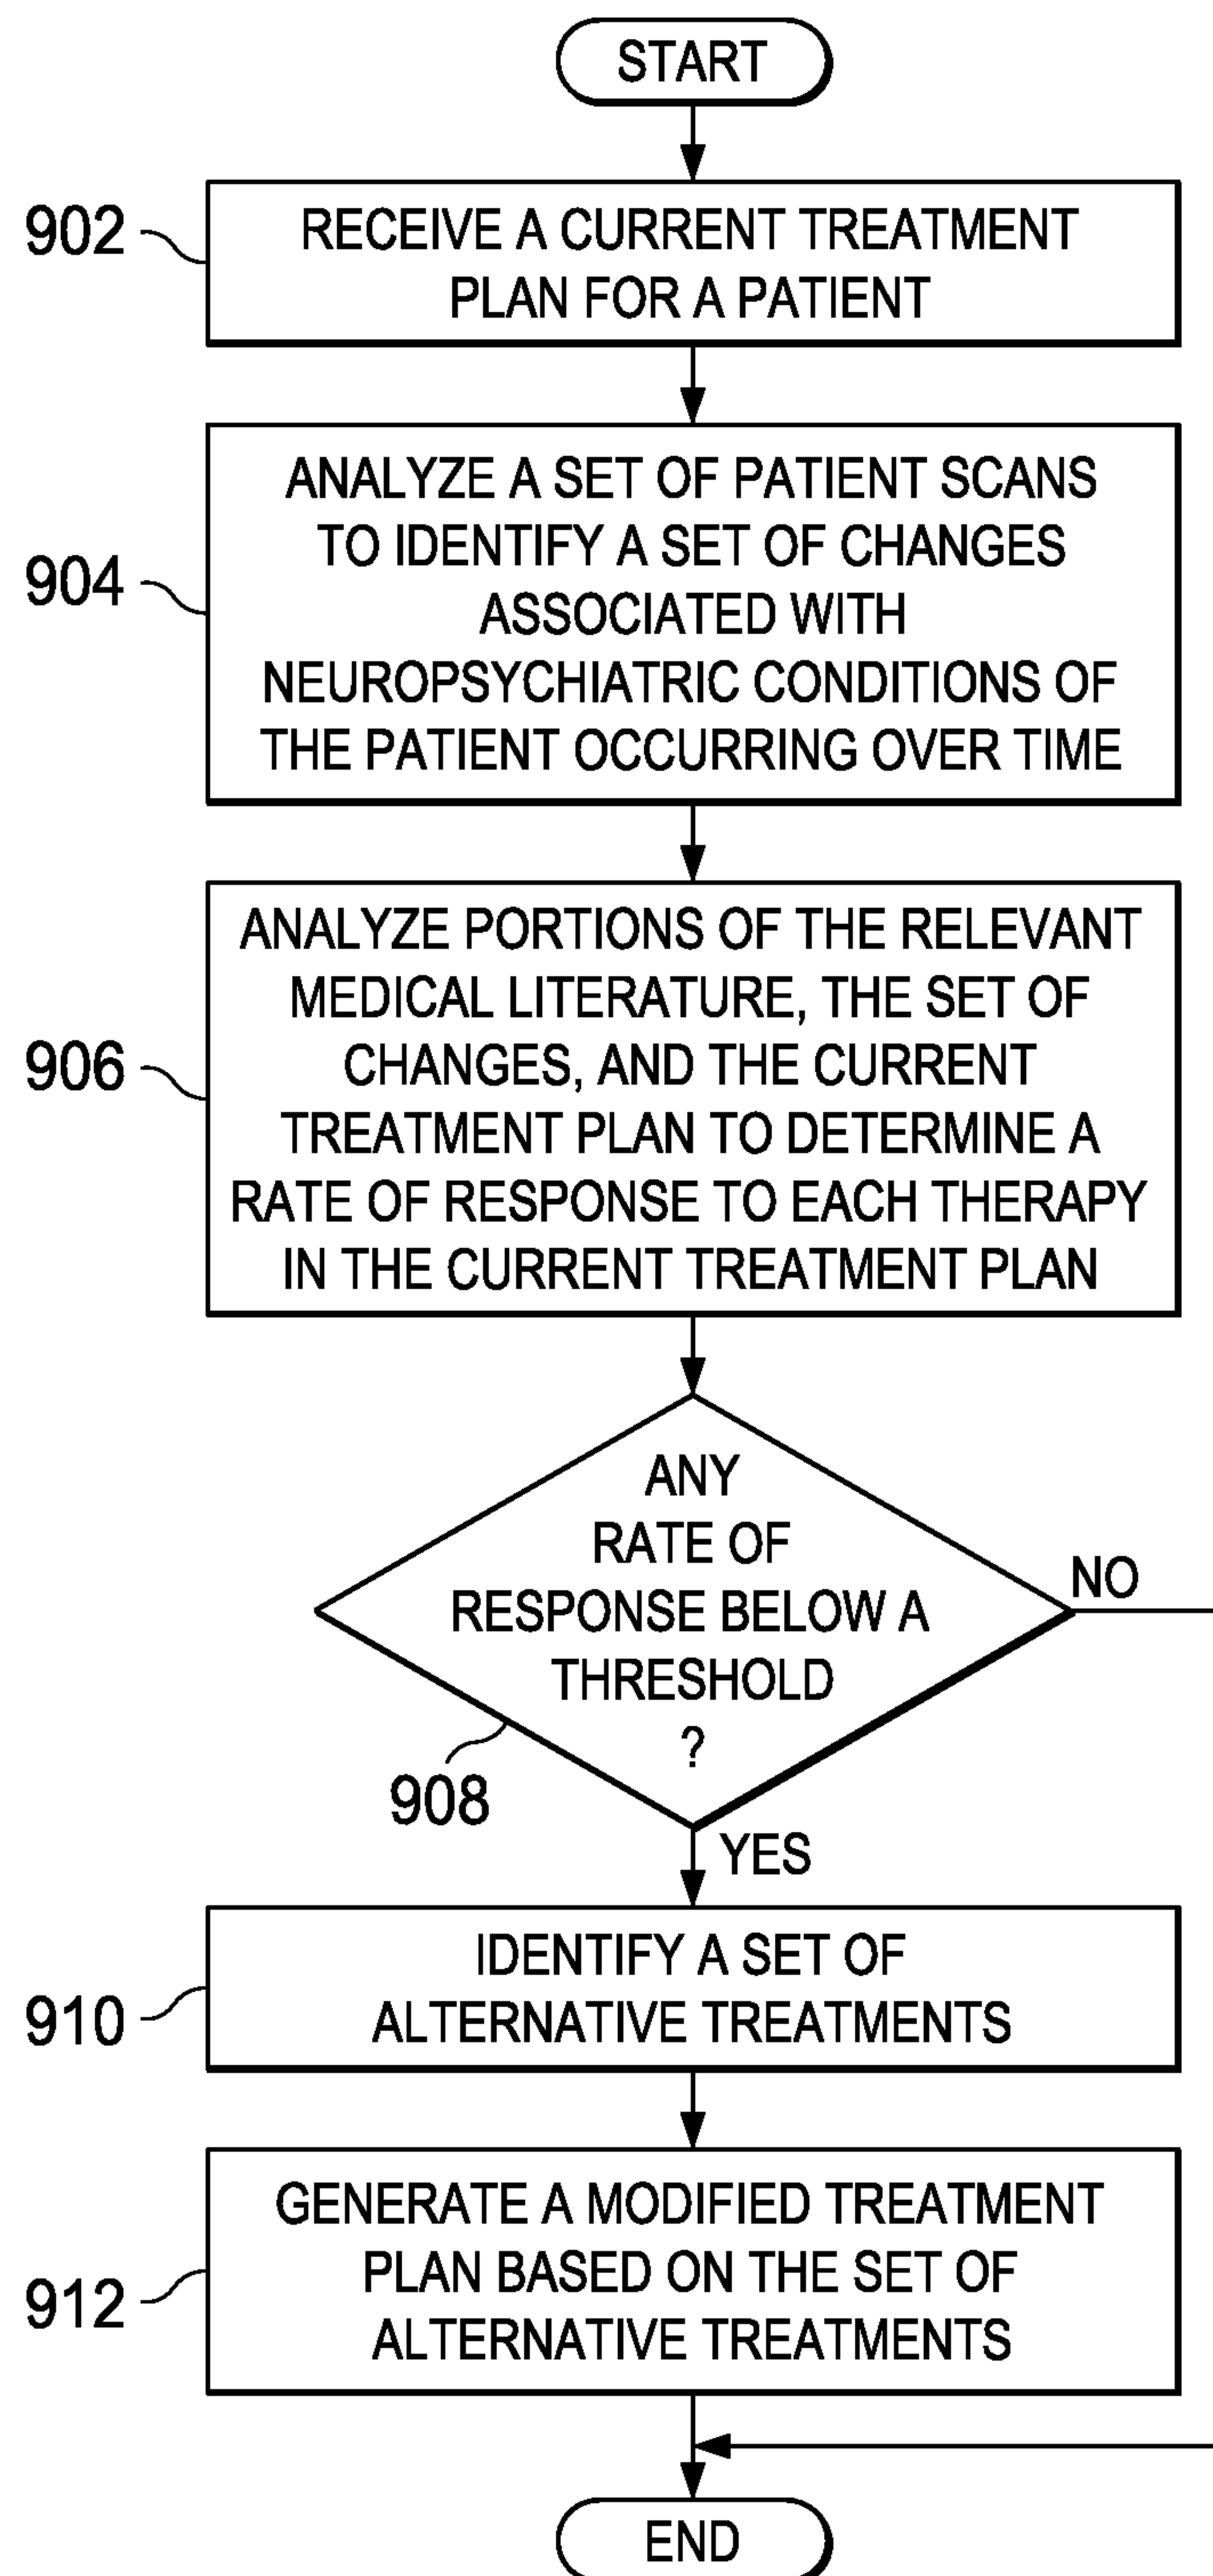 START
902
RECEIVE A CURRENT TREATMENT
PLAN FOR A PATIENT
904
ANALYZE A SET OF PATIENT SCANS
TO IDENTIFY A SET OF CHANGES
ASSOCIATED WITH
NEUROPSYCHIATRIC CONDITIONS OF
THE PATIENT OCCURRING OVER TIME
906
ANALYZE PORTIONS OF THE RELEVANT
MEDICAL LITERATURE, THE SET OF
CHANGES, AND THE CURRENT
TREATMENT PLAN TO DETERMINE A
RATE OF RESPONSE TO EACH THERAPY
IN THE CURRENT TREATMENT PLAN
ANY
RATE OF
RESPONSE BELOW A
THRESHOLD
?
NO
908
YES
910
IDENTIFY A SET OF
ALTERNATIVE TREATMENTS
912
GENERATE A MODIFIED TREATMENT
PLAN BASED ON THE SET OF
ALTERNATIVE TREATMENTS
END